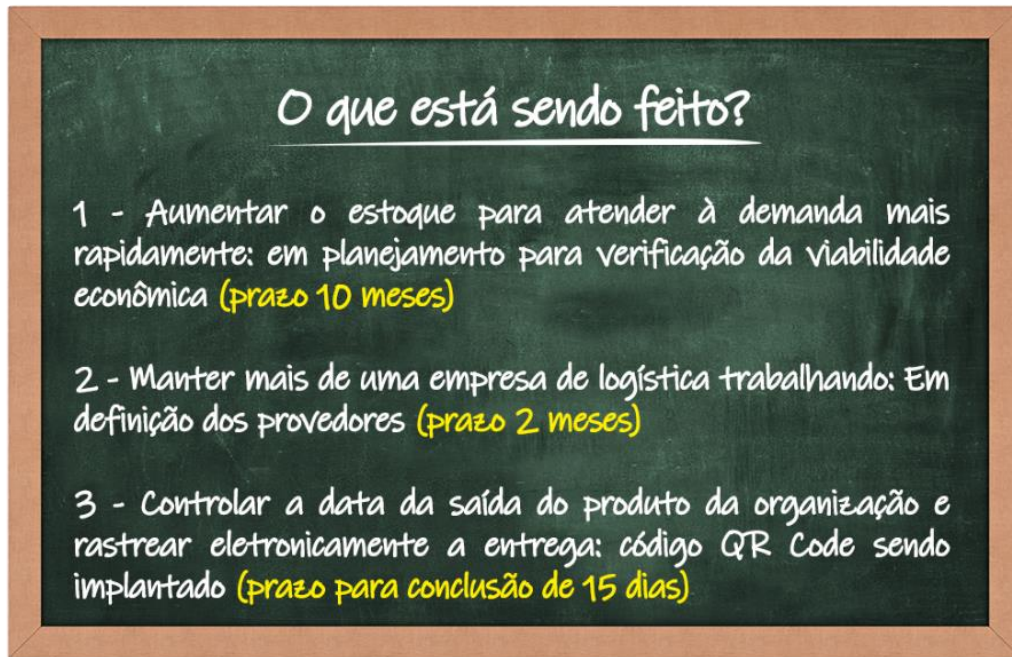 O que está sendo feito?
1 - Aumentar o estoque para atender à demanda mais
rapidamente: em planejamento para verificação da viabilidade
econômica (prazo 10 meses)
2 - Manter mais de uma empresa de logística trabalhando: Em
definição dos provedores (prazo 2 meses)
3 - Controlar a data da saída do produto da organização e
rastrear eletronicamente a entrega: código QR Code sendo
implantado (prazo para conclusão de 15 dias)